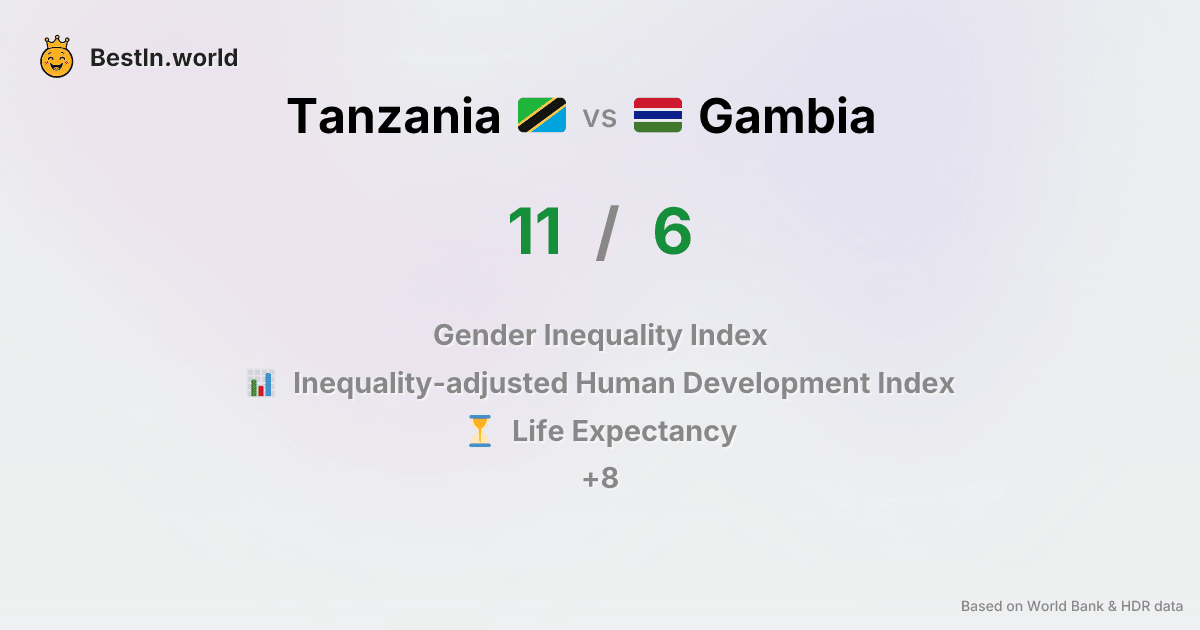 BestIn.world
Tanzania vs Gambia
11 / 6
Gender Inequality Index
Inequality-adjusted Human Development Index
Life Expectancy
+8
Based on World Bank & HDR data